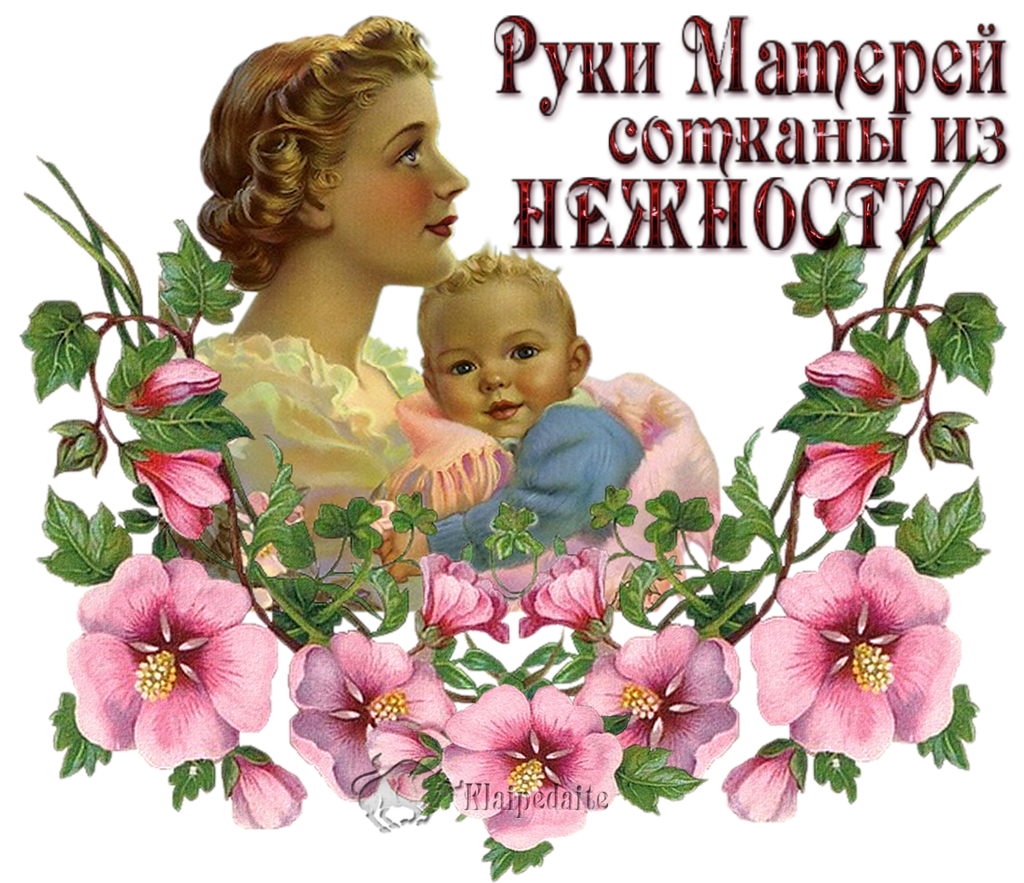 Руки Матерей
сотканы из
НЕЖНОСТИ
Klaipedaite